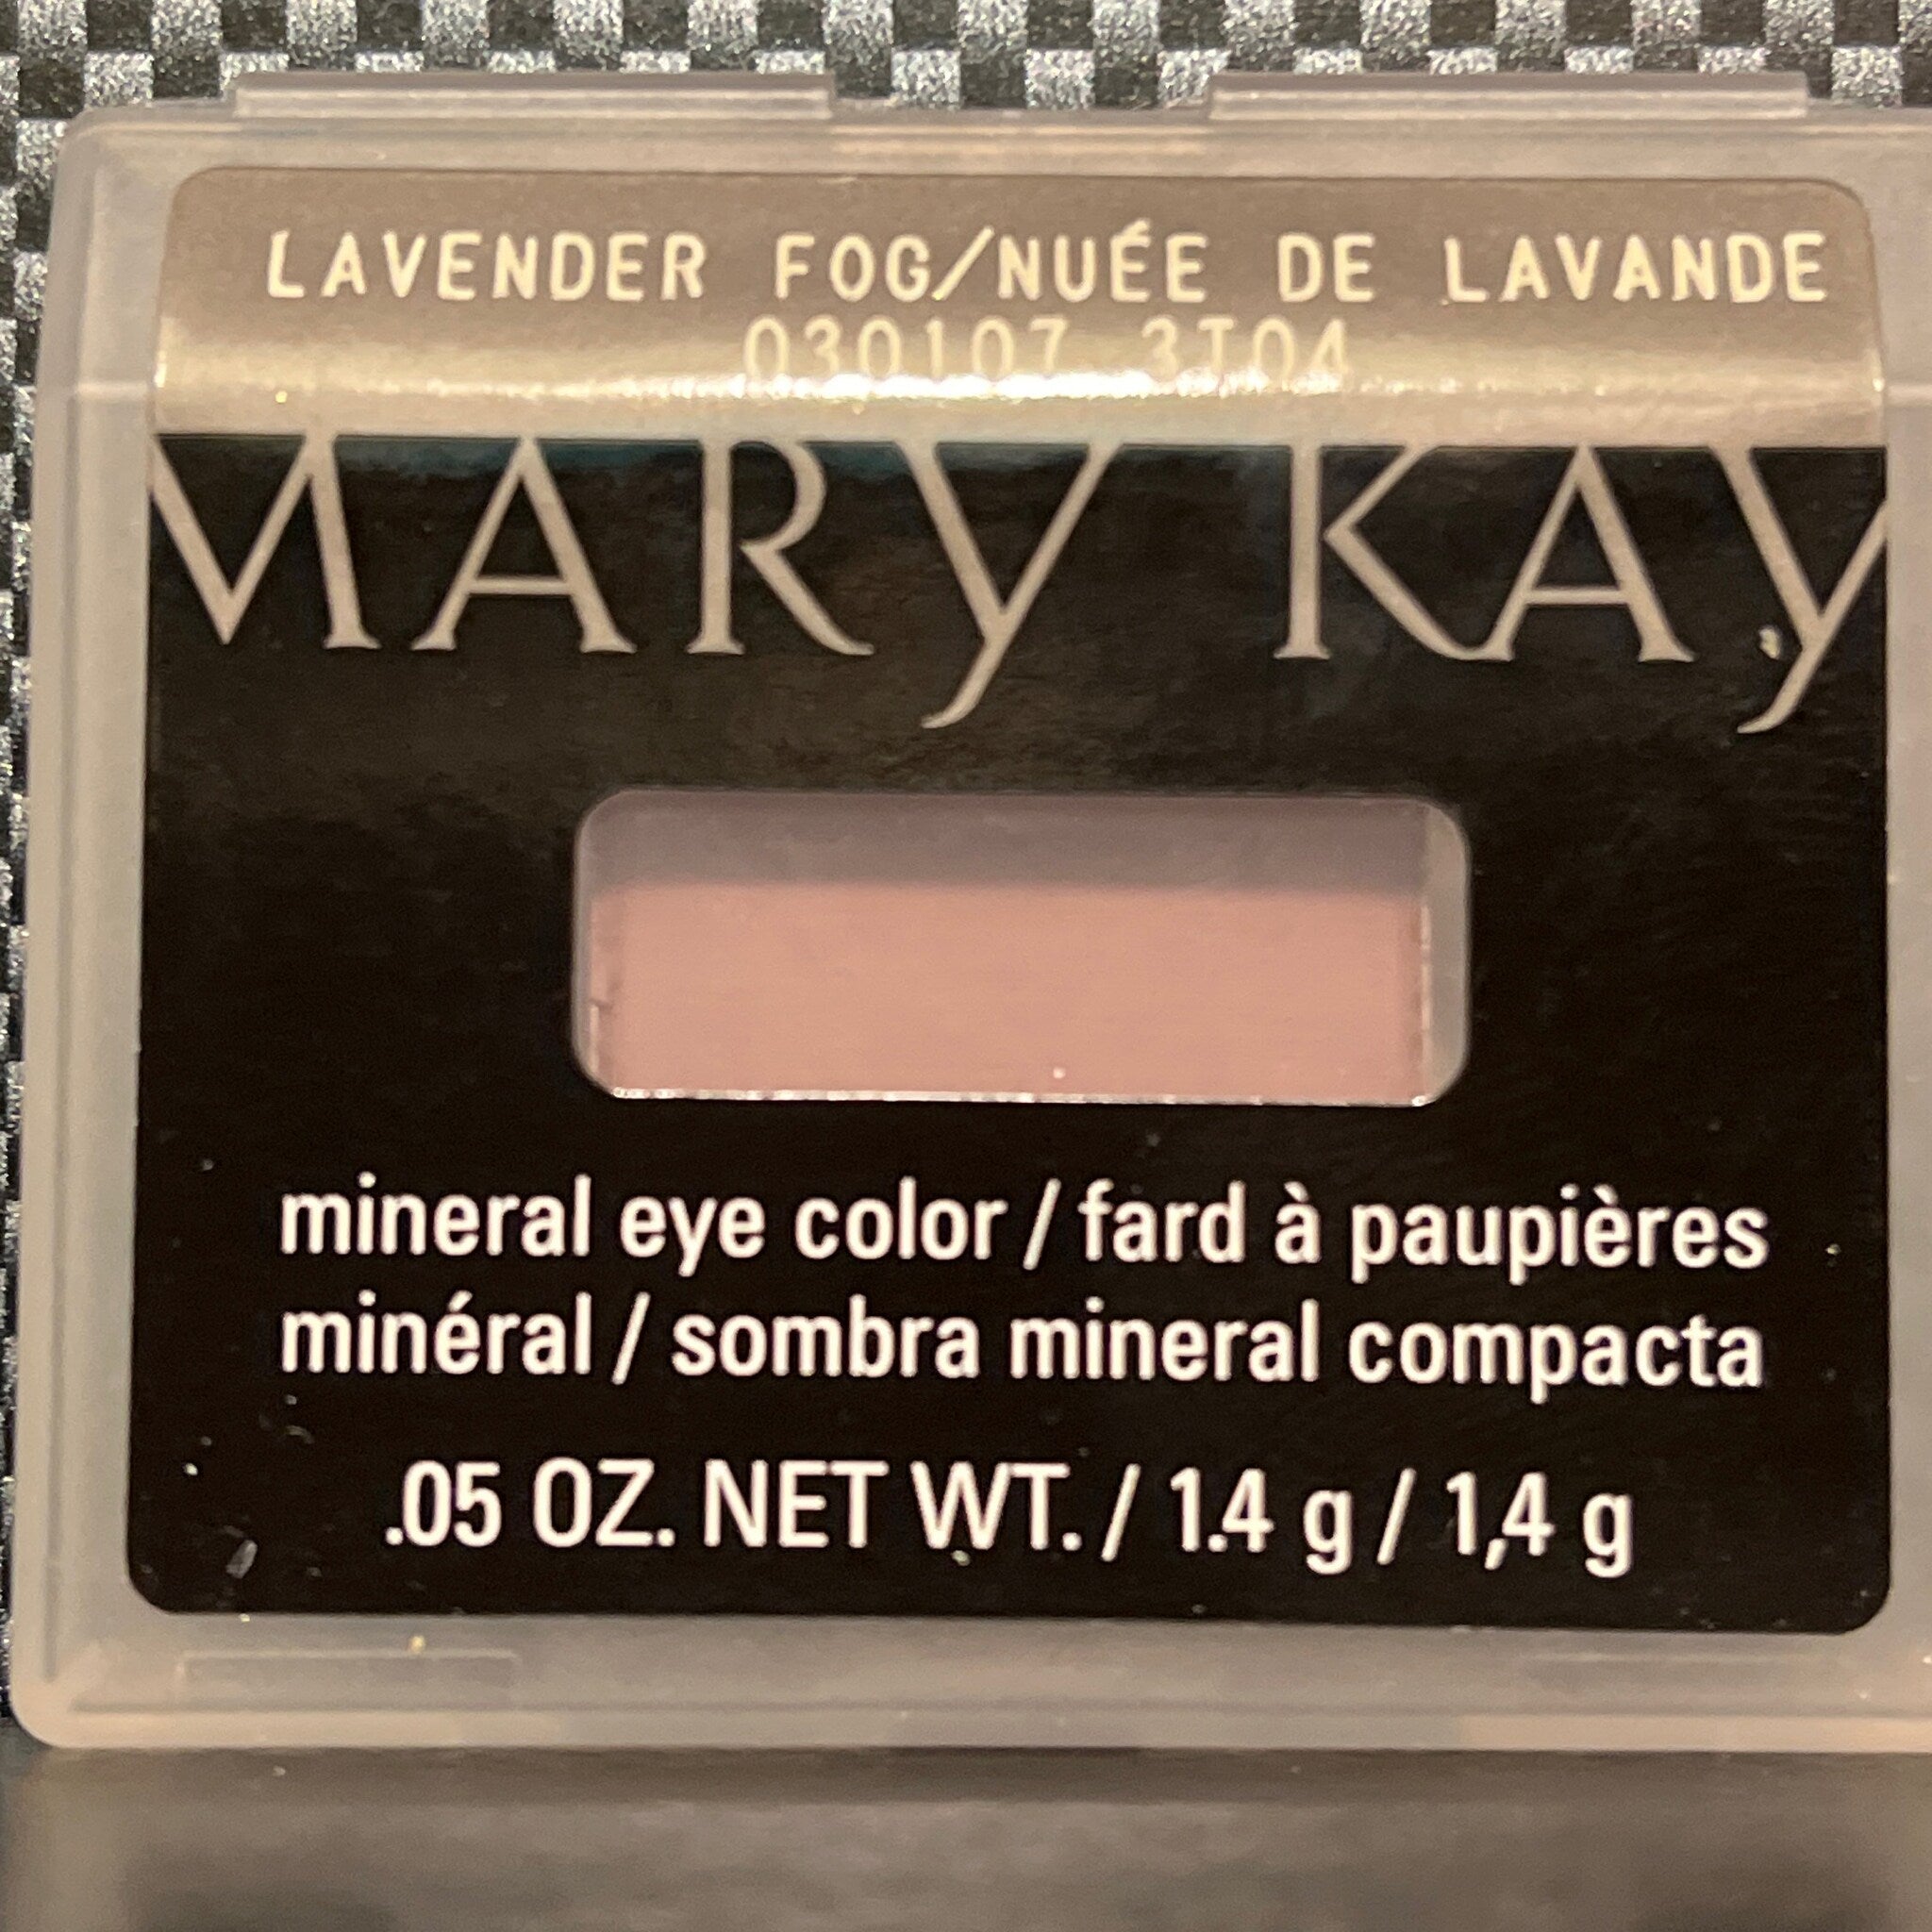 LAVENDER FOG/NUÉE DE LAVANDE
030107 3T04
MARY KAY
mineral eye color / fard à paupières
minéral / sombra mineral compacta
.05 OZ. NET WT. / 1.4 g / 1,4 g